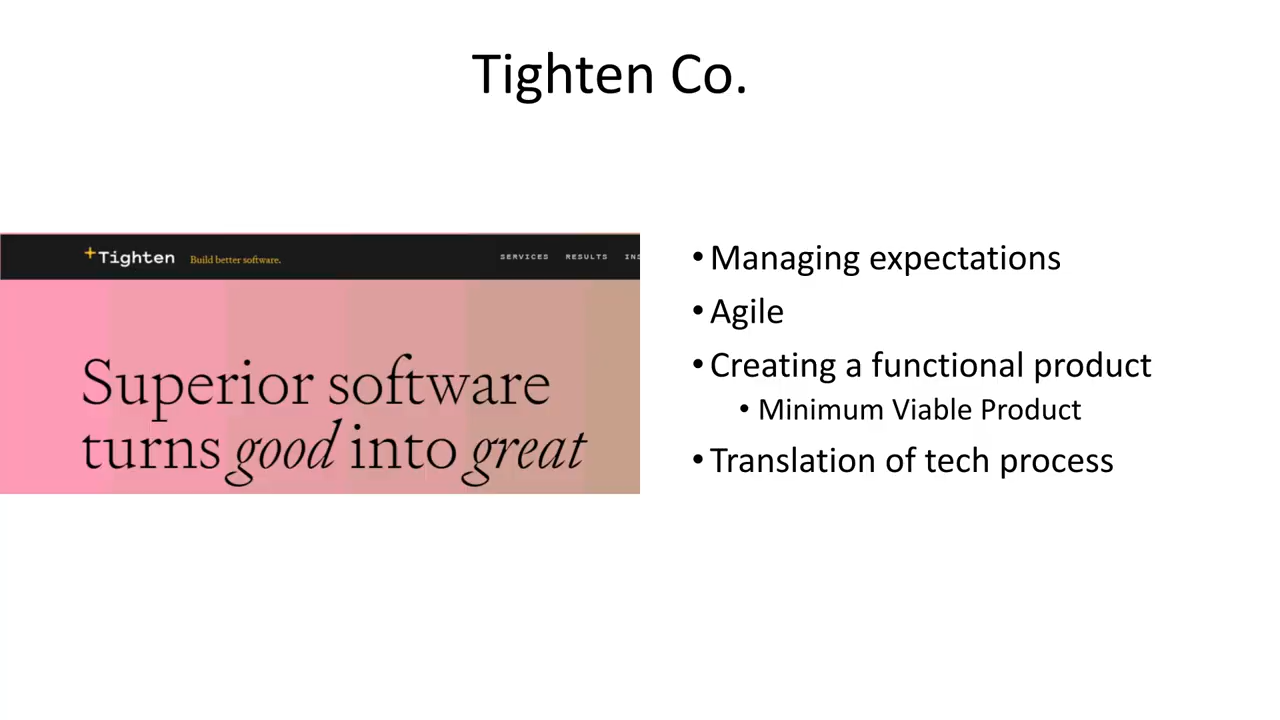 Tighten Co.
Tighten Build better software.
SERVICES RESULTS
Superior software
turns good into great
• Managing expectations
• Agile
• Creating a functional product
• Minimum Viable Product
• Translation of tech process